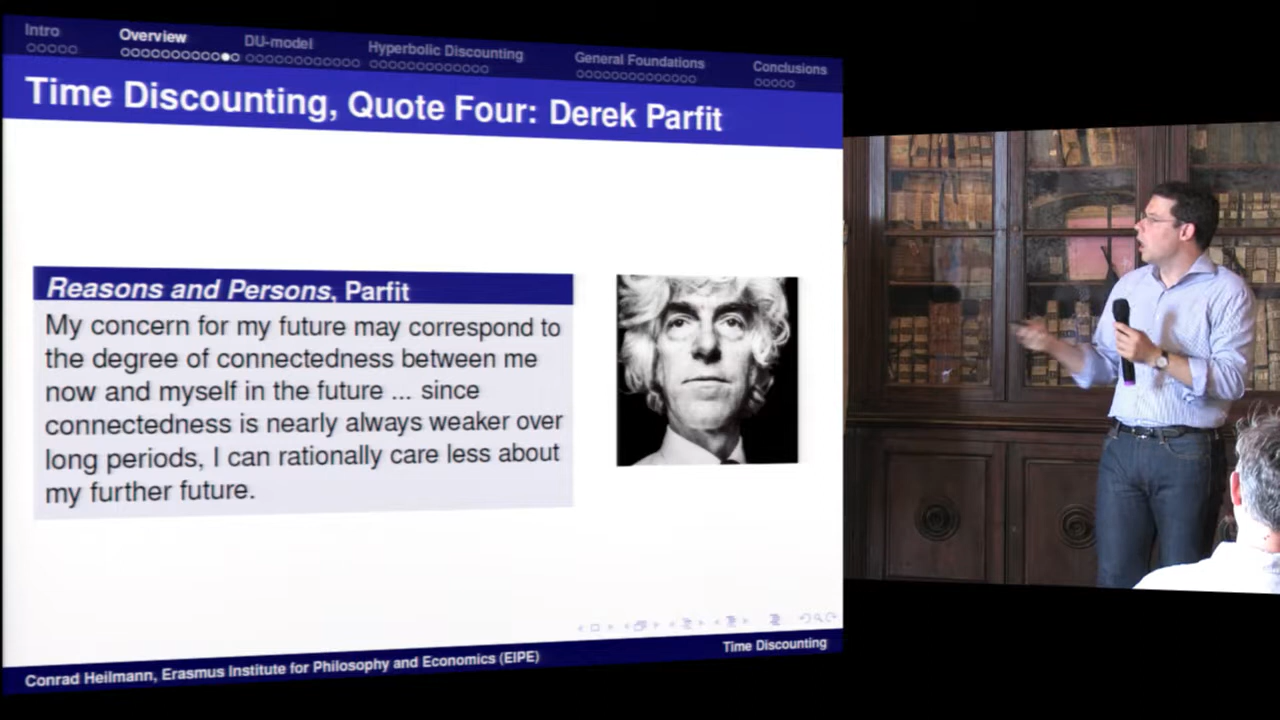 Intro
Overview
DU-model
Hyperbolic Discounting
General Foundations
Conclusions
Time Discounting, Quote Four: Derek Parfit
Reasons and Persons, Parfit
My concern for my future may correspond to
the degree of connectedness between me
now and myself in the future ... since
connectedness is nearly always weaker over
long periods, I can rationally care less about
my further future.
Conrad Heilmann, Erasmus Institute for Philosophy and Economics (EIPE)
Time Discounting